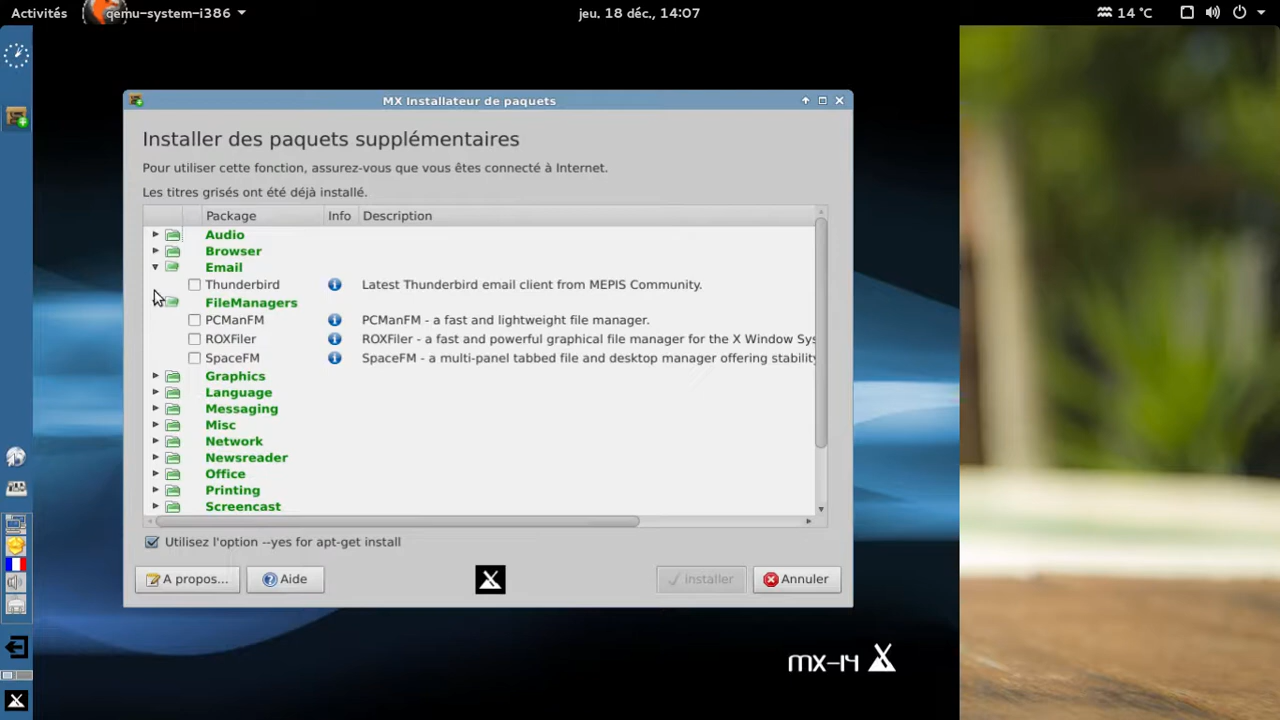 Activités qemu-system-i386 jeu. 18 déc., 14:07 14 °C
MX Installateur de paquets
Installer des paquets supplémentaires
Pour utiliser cette fonction, assurez-vous que vous êtes connecté à Internet.
Les titres grisés ont été déjà installé.
Package Info Description
Audio
Browser
Email
Thunderbird Latest Thunderbird email client from MEPIS Community.
FileManagers
PCManFM PCManFM - a fast and lightweight file manager.
ROXFiler ROXFiler - a fast and powerful graphical file manager for the X Window Sys
SpaceFM SpaceFM - a multi-panel tabbed file and desktop manager offering stability
Graphics
Language
Messaging
Misc
Network
Newsreader
Office
Printing
Screencast
Utilisez l'option --yes for apt-get install
A propos... Aide installer Annuler
mx-14